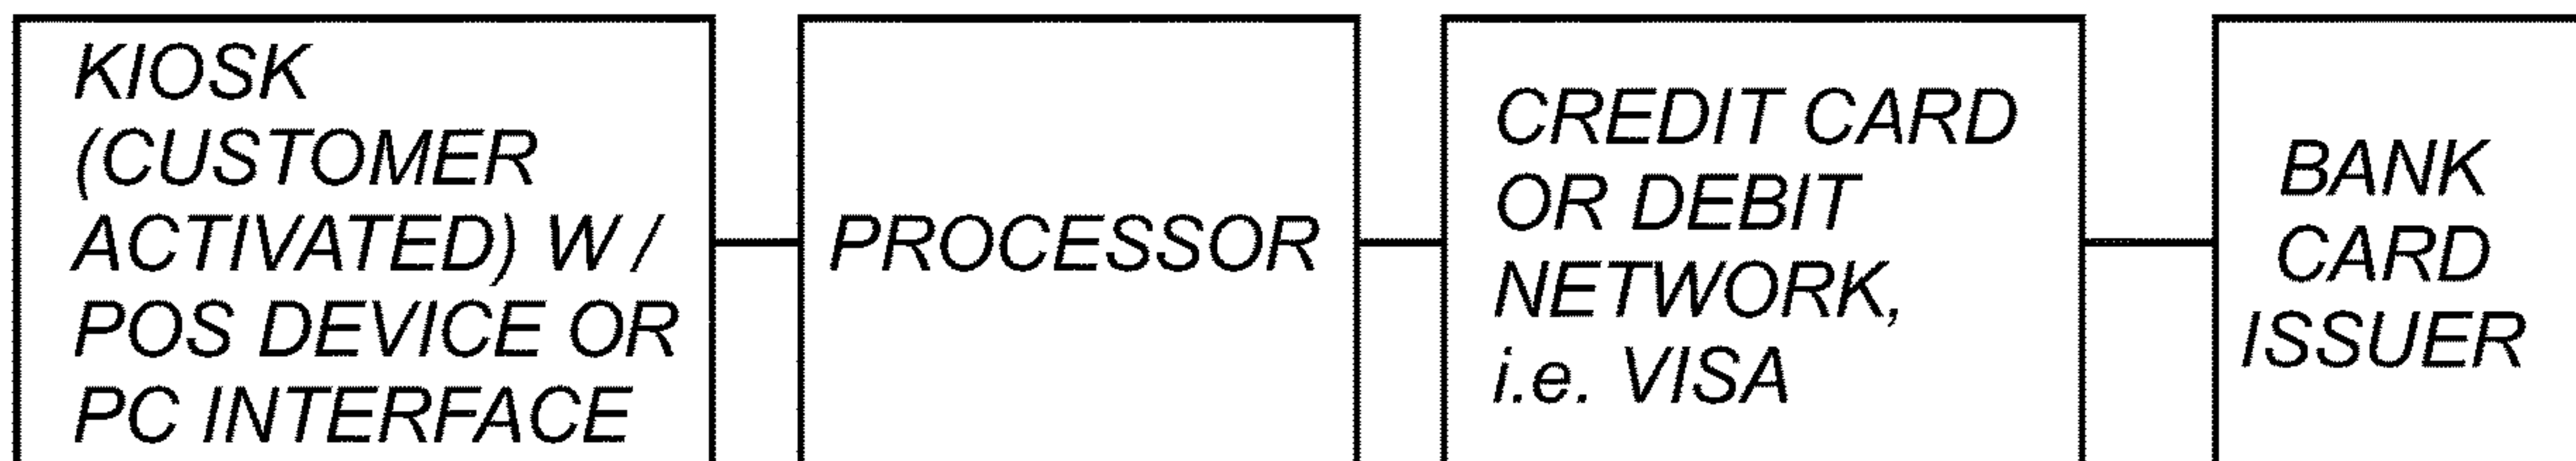 KIOSK
(CUSTOMER
ACTIVATED) W /
POS DEVICE OR
PC INTERFACE
PROCESSOR
CREDIT CARD
OR DEBIT
NETWORK,
i.e. VISA
BANK
CARD
ISSUER